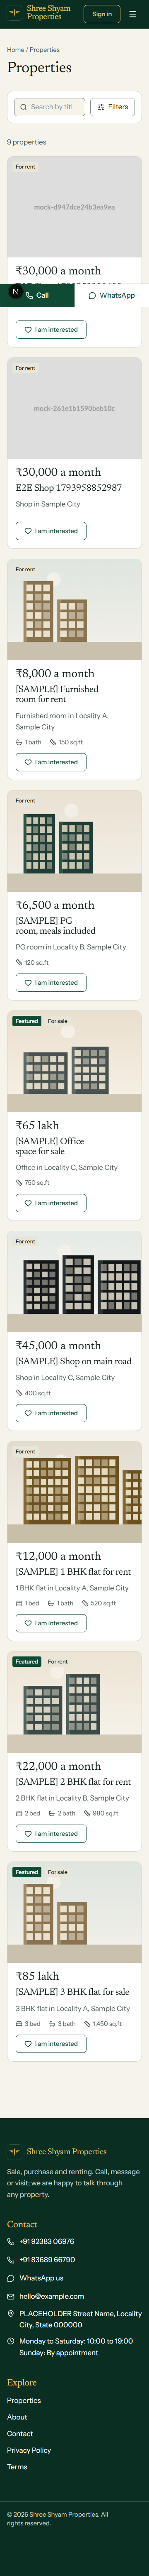 Shree Shyam
Properties
Sign in
Home / Properties
Properties
Search by titl
Filters
9 properties
For rent
mock-d947dce24b3ea9ea
₹30,000 a month
Call
WhatsApp
I am interested
For rent
mock-261e1b1590beb10c
₹30,000 a month
E2E Shop 1793958852987
Shop in Sample City
I am interested
For rent
₹8,000 a month
[SAMPLE] Furnished
room for rent
Furnished room in Locality A,
Sample City
1 bath 150 sq.ft
I am interested
For rent
₹6,500 a month
[SAMPLE] PG
room, meals included
PG room in Locality B, Sample City
120 sq.ft
I am interested
Featured For sale
₹65 lakh
[SAMPLE] Office
space for sale
Office in Locality C, Sample City
750 sq.ft
I am interested
For rent
₹45,000 a month
[SAMPLE] Shop on main road
Shop in Locality C, Sample City
400 sq.ft
I am interested
For rent
₹12,000 a month
[SAMPLE] 1 BHK flat for rent
1 BHK flat in Locality A, Sample City
1 bed 1 bath 520 sq.ft
I am interested
Featured For rent
₹22,000 a month
[SAMPLE] 2 BHK flat for rent
2 BHK flat in Locality B, Sample City
2 bed 2 bath 980 sq.ft
I am interested
Featured For sale
₹85 lakh
[SAMPLE] 3 BHK flat for sale
3 BHK flat in Locality A, Sample City
3 bed 3 bath 1,450 sq.ft
I am interested
Shree Shyam Properties
Sale, purchase and renting. Call, message
or visit; we are happy to talk through
any property.
Contact
+91 92383 06976
+91 83689 66790
WhatsApp us
hello@example.com
PLACEHOLDER Street Name, Locality
City, State 000000
Monday to Saturday: 10:00 to 19:00
Sunday: By appointment
Explore
Properties
About
Contact
Privacy Policy
Terms
© 2026 Shree Shyam Properties. All
rights reserved.